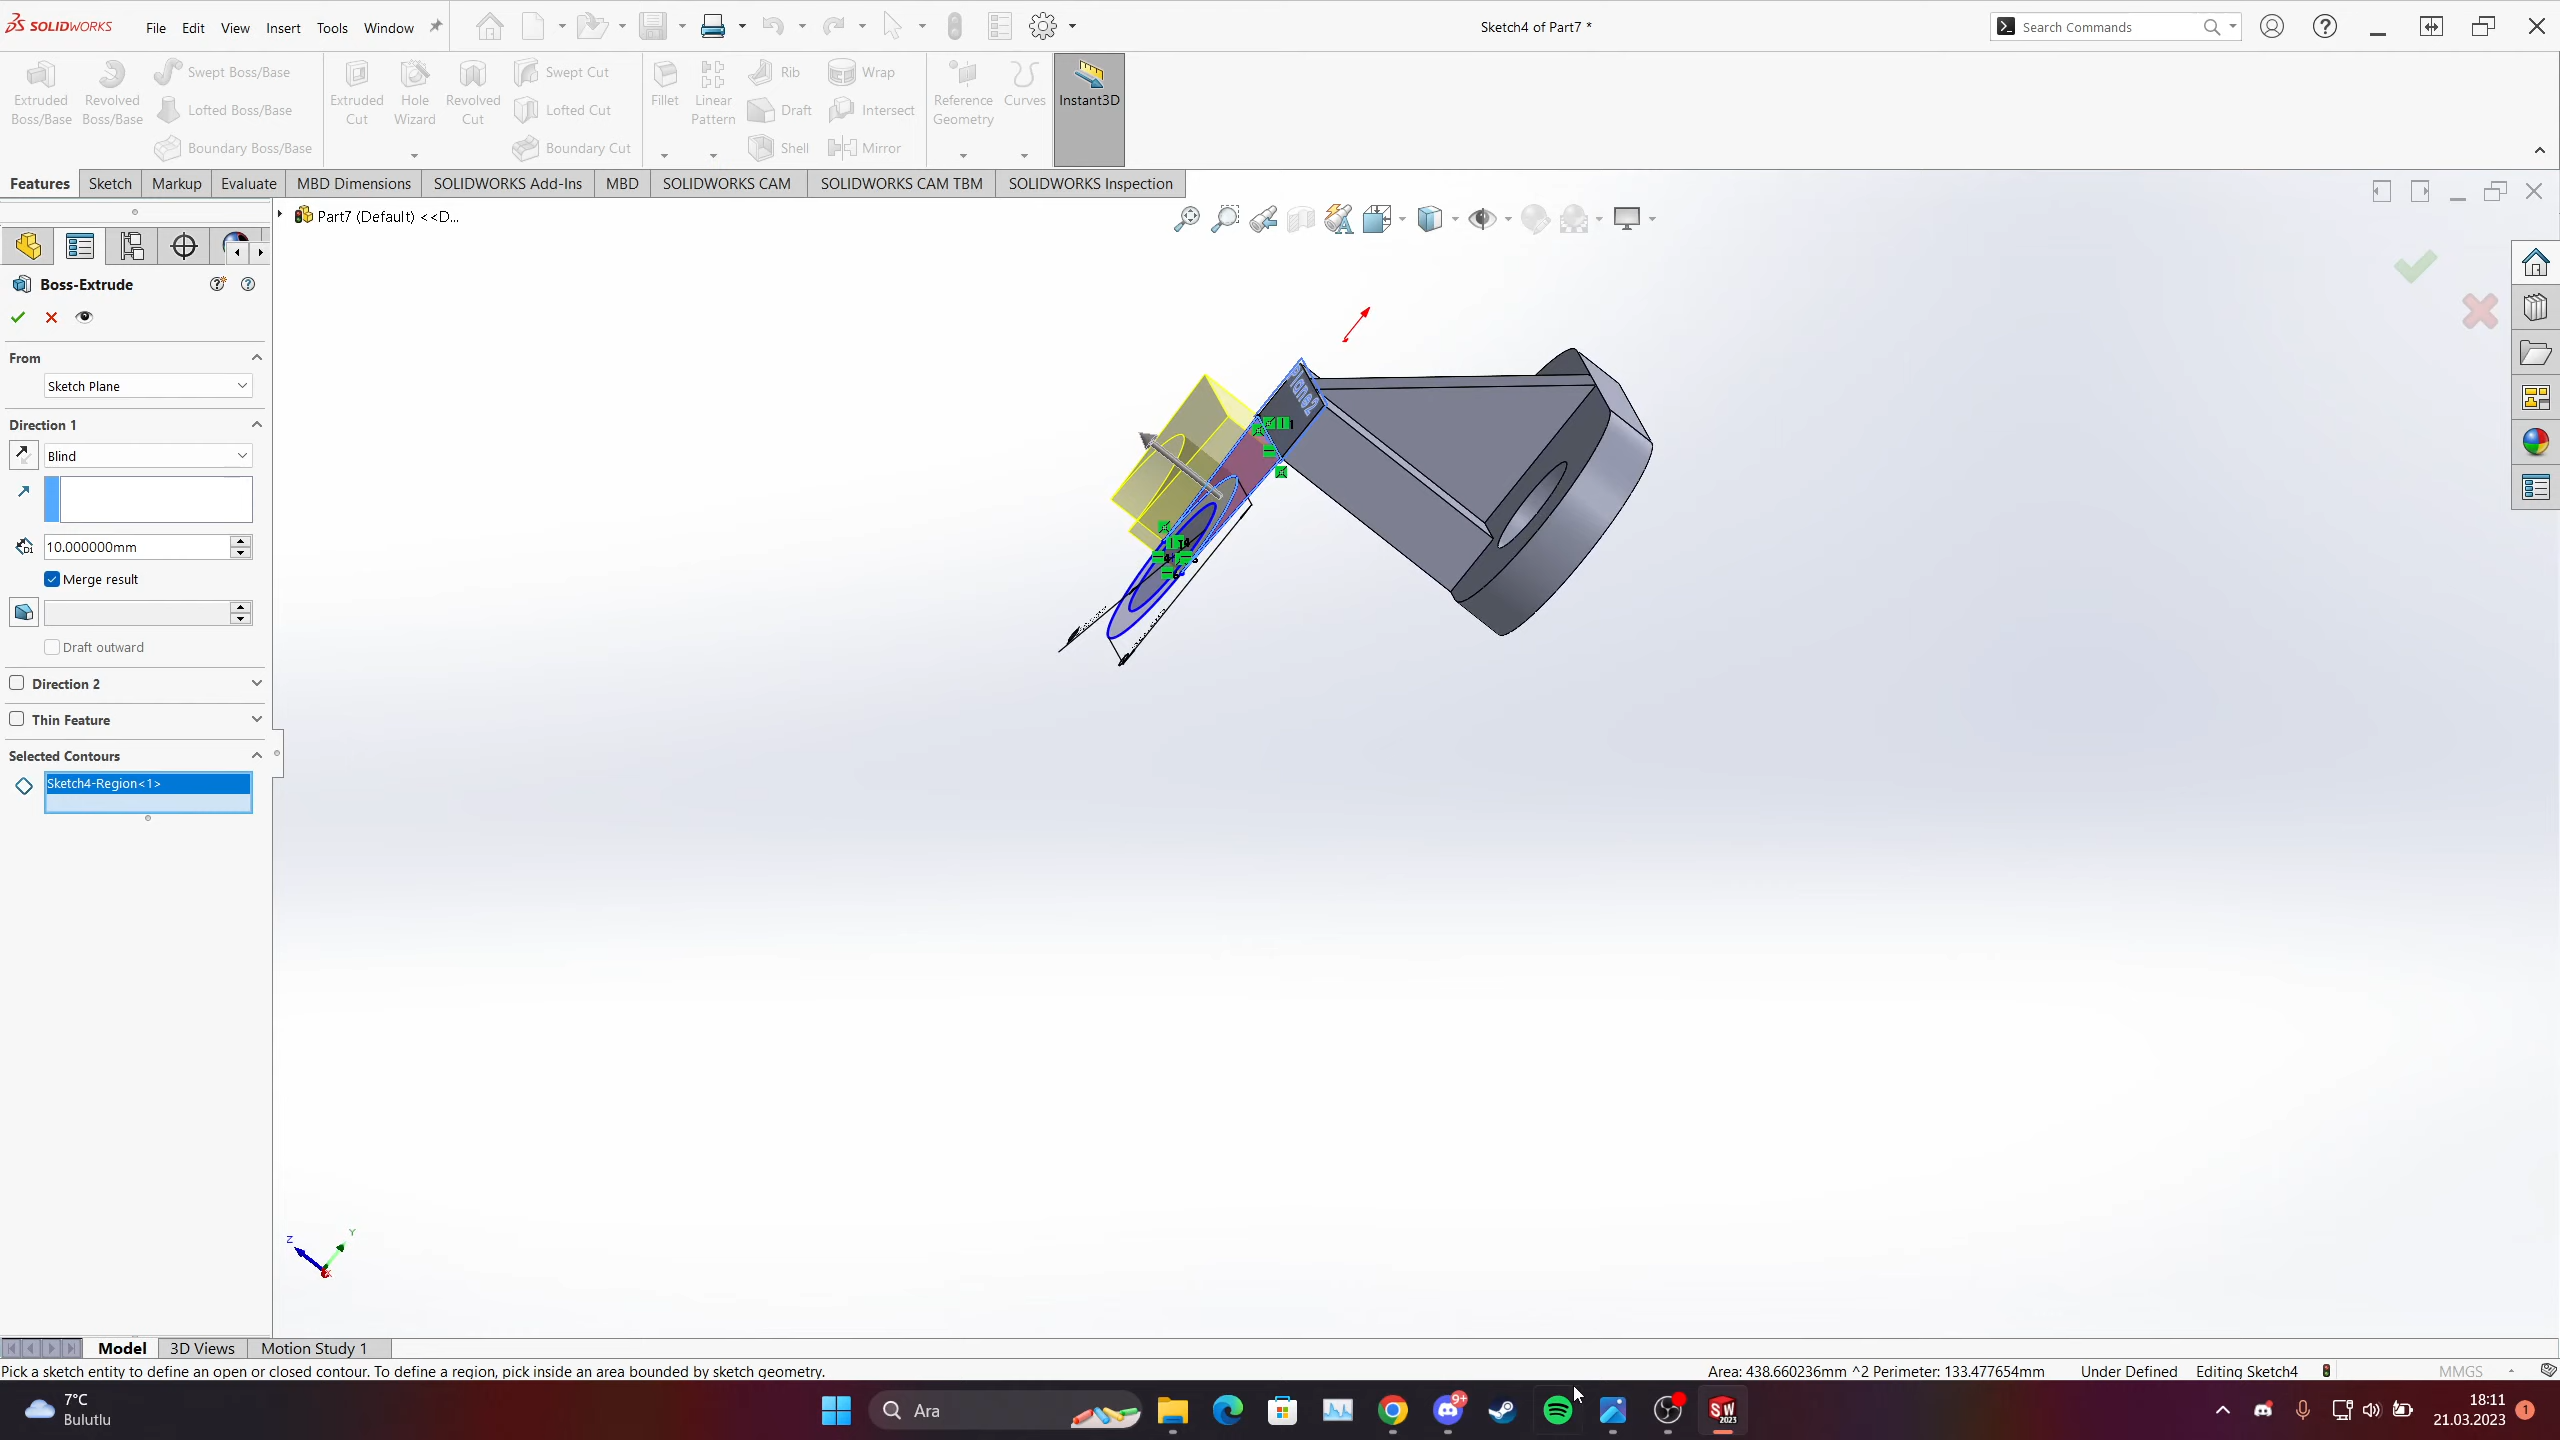 SOLIDWORKS File Edit View Insert Tools Window Sketch4 of Part7 * Search Commands
Extruded Boss/Base
Revolved Boss/Base
Swept Boss/Base
Lofted Boss/Base
Boundary Boss/Base
Extruded Cut
Hole Wizard
Revolved Cut
Swept Cut
Lofted Cut
Boundary Cut
Fillet
Linear Pattern
Rib
Draft
Shell
Wrap
Intersect
Mirror
Reference Geometry
Curves
Instant3D
Features Sketch Markup Evaluate MBD Dimensions SOLIDWORKS Add-Ins MBD SOLIDWORKS CAM SOLIDWORKS CAM TBM SOLIDWORKS Inspection
Part7 (Default) <<D...
Boss-Extrude
From
Sketch Plane
Direction 1
Blind
10.000000mm
Merge result
Draft outward
Direction 2
Thin Feature
Selected Contours
Sketch4-Region<1>
Plane2
Z Y
Model 3D Views Motion Study 1
Pick a sketch entity to define an open or closed contour. To define a region, pick inside an area bounded by sketch geometry. Area: 438.660236mm ^2 Perimeter: 133.477654mm Under Defined Editing Sketch4 MMGS
7°C
Bulutlu
Ara
9+
SW
2023
18:11
21.03.2023
1